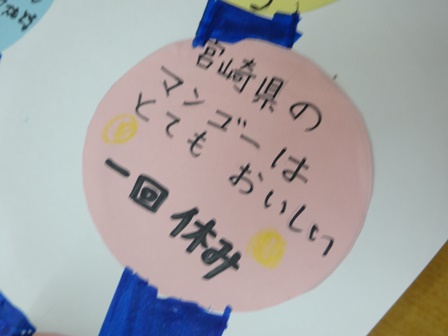 宮崎県の
マンゴーは
とても おいしい
一回 休み